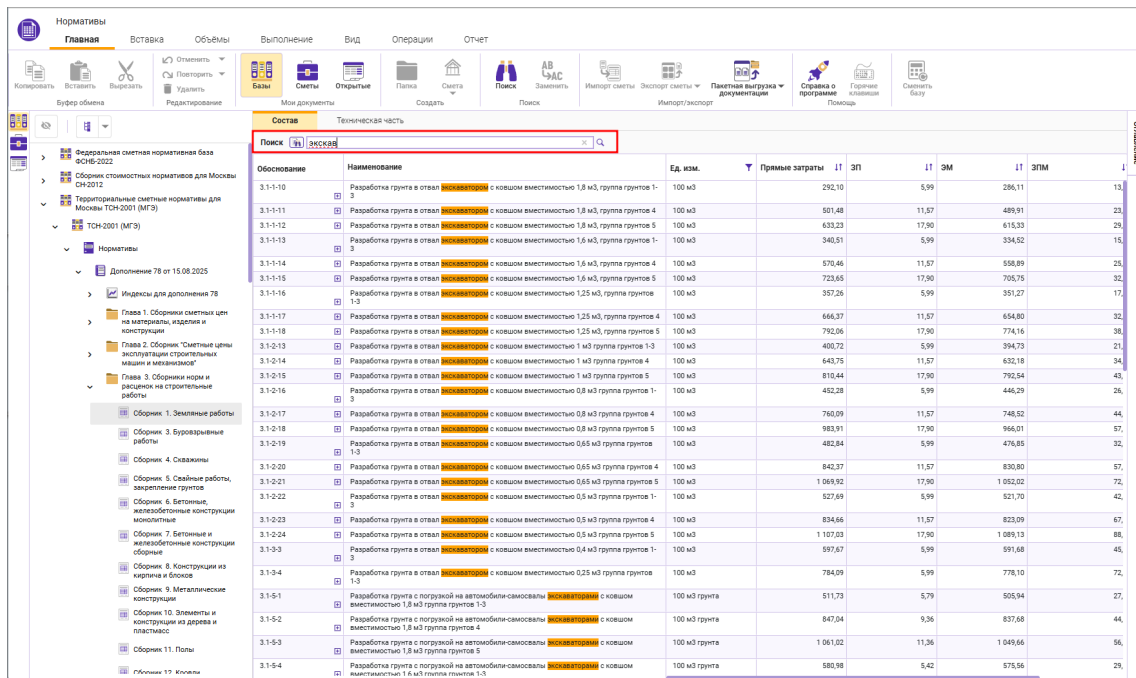 Нормативы
Главная Вставка Объёмы Выполнение Вид Операции Отчет
Копировать Вставить Вырезать Отменить Повторить Удалить Базы Сметы Открытые Папка Смета Поиск Заменить Импорт сметы Экспорт сметы Пакетная выгрузка документации Справка о программе Горячие клавиши Сменить базу
Буфер обмена Редактирование Мои документы Создать Поиск Импорт/экспорт Помощь
Состав Техническая часть
Поиск экскав
Федеральная сметная нормативная база
ФСНБ-2022
Сборник стоимостных нормативов для Москвы
СН-2012
Территориальные сметные нормативы для
Москвы ТСН-2001 (МГЭ)
ТСН-2001 (МГЭ)
Нормативы
Дополнение 78 от 15.08.2025
Индексы для дополнения 78
Глава 1. Сборники сметных цен
на материалы, изделия и
конструкции
Глава 2. Сборник "Сметные цены
эксплуатации строительных
машин и механизмов"
Глава 3. Сборники норм и
расценок на строительные
работы
Сборник 1. Земляные работы
Сборник 3. Буровзрывные
работы
Сборник 4. Скважины
Сборник 5. Свайные работы,
закрепление грунтов
Сборник 6. Бетонные,
железобетонные конструкции
монолитные
Сборник 7. Бетонные и
железобетонные конструкции
сборные
Сборник 8. Конструкции из
кирпича и блоков
Сборник 9. Металлические
конструкции
Сборник 10. Элементы и
конструкции из дерева и
пластмасс
Сборник 11. Полы
Сборник 12. Кровли
Обоснование Наименование Ед. изм. Прямые затраты ЗП ЭМ ЗПМ
3.1-1-10 Разработка грунта в отвал экскаватором с ковшом вместимостью 1,8 м3, группа грунтов 1- 100 м3 292,10 5,99 286,11 13,
3
3.1-1-11 Разработка грунта в отвал экскаватором с ковшом вместимостью 1,8 м3, группа грунтов 4 100 м3 501,48 11,57 489,91 23,
3.1-1-12 Разработка грунта в отвал экскаватором с ковшом вместимостью 1,8 м3, группа грунтов 5 100 м3 633,23 17,90 615,33 29,
3.1-1-13 Разработка грунта в отвал экскаватором с ковшом вместимостью 1,6 м3, группа грунтов 1- 100 м3 340,51 5,99 334,52 15,
3
3.1-1-14 Разработка грунта в отвал экскаватором с ковшом вместимостью 1,6 м3, группа грунтов 4 100 м3 570,46 11,57 558,89 25,
3.1-1-15 Разработка грунта в отвал экскаватором с ковшом вместимостью 1,6 м3, группа грунтов 5 100 м3 723,65 17,90 705,75 32,
3.1-1-16 Разработка грунта в отвал экскаватором с ковшом вместимостью 1,25 м3, группа грунтов 100 м3 357,26 5,99 351,27 17,
1-3
3.1-1-17 Разработка грунта в отвал экскаватором с ковшом вместимостью 1,25 м3, группа грунтов 4 100 м3 666,37 11,57 654,80 32,
3.1-1-18 Разработка грунта в отвал экскаватором с ковшом вместимостью 1,25 м3, группа грунтов 5 100 м3 792,06 17,90 774,16 38,
3.1-2-13 Разработка грунта в отвал экскаватором с ковшом вместимостью 1 м3 группа грунтов 1-3 100 м3 400,72 5,99 394,73 21,
3.1-2-14 Разработка грунта в отвал экскаватором с ковшом вместимостью 1 м3 группа грунтов 4 100 м3 643,75 11,57 632,18 34,
3.1-2-15 Разработка грунта в отвал экскаватором с ковшом вместимостью 1 м3 группа грунтов 5 100 м3 810,44 17,90 792,54 43,
3.1-2-16 Разработка грунта в отвал экскаватором с ковшом вместимостью 0,8 м3 группа грунтов 1- 100 м3 452,28 5,99 446,29 26,
3
3.1-2-17 Разработка грунта в отвал экскаватором с ковшом вместимостью 0,8 м3 группа грунтов 4 100 м3 760,09 11,57 748,52 44,
3.1-2-18 Разработка грунта в отвал экскаватором с ковшом вместимостью 0,8 м3 группа грунтов 5 100 м3 983,91 17,90 966,01 57,
3.1-2-19 Разработка грунта в отвал экскаватором с ковшом вместимостью 0,65 м3 группа грунтов 100 м3 482,84 5,99 476,85 32,
1-3
3.1-2-20 Разработка грунта в отвал экскаватором с ковшом вместимостью 0,65 м3 группа грунтов 4 100 м3 842,37 11,57 830,80 57,
3.1-2-21 Разработка грунта в отвал экскаватором с ковшом вместимостью 0,65 м3 группа грунтов 5 100 м3 1 069,92 17,90 1 052,02 72,
3.1-2-22 Разработка грунта в отвал экскаватором с ковшом вместимостью 0,5 м3 группа грунтов 1- 100 м3 527,69 5,99 521,70 42,
3
3.1-2-23 Разработка грунта в отвал экскаватором с ковшом вместимостью 0,5 м3 группа грунтов 4 100 м3 834,66 11,57 823,09 67,
3.1-2-24 Разработка грунта в отвал экскаватором с ковшом вместимостью 0,5 м3 группа грунтов 5 100 м3 1 107,03 17,90 1 089,13 88,
3.1-3-3 Разработка грунта в отвал экскаватором с ковшом вместимостью 0,4 м3 группа грунтов 1- 100 м3 597,67 5,99 591,68 45,
3
3.1-3-4 Разработка грунта в отвал экскаватором с ковшом вместимостью 0,25 м3 группа грунтов 100 м3 784,09 5,99 778,10 72,
1-3
3.1-5-1 Разработка грунта с погрузкой на автомобили-самосвалы экскаваторами с ковшом 100 м3 грунта 511,73 5,79 505,94 27,
вместимостью 1,8 м3 группа грунтов 1-3
3.1-5-2 Разработка грунта с погрузкой на автомобили-самосвалы экскаваторами с ковшом 100 м3 грунта 847,04 9,36 837,68 44,
вместимостью 1,8 м3 группа грунтов 4
3.1-5-3 Разработка грунта с погрузкой на автомобили-самосвалы экскаваторами с ковшом 100 м3 грунта 1 061,02 11,36 1 049,66 56,
вместимостью 1,8 м3 группа грунтов 5
3.1-5-4 Разработка грунта с погрузкой на автомобили-самосвалы экскаваторами с ковшом 100 м3 грунта 580,98 5,42 575,56 29,
вместимостью 1,6 м3 группа грунтов 1-3